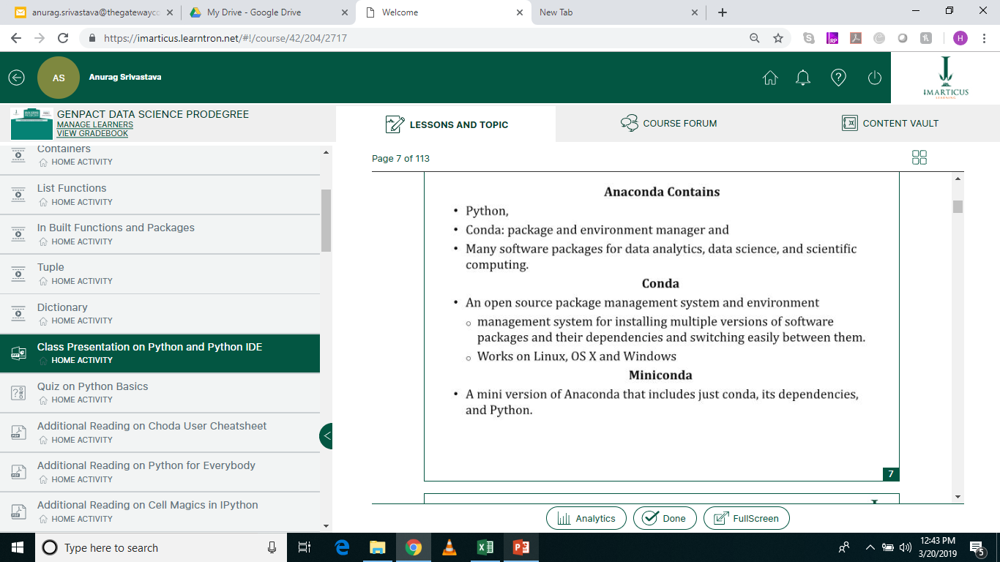 anurag.srivastava@thegatewayco
My Drive - Google Drive
Welcome
New Tab
https://imarticus.learntron.net/#!/course/42/204/2717
RP
H
AS
Anurag Srivastava
IMARTICUS
LEARNING
GENPACT DATA SCIENCE PRODEGREE
MANAGE LEARNERS
VIEW GRADEBOOK
LESSONS AND TOPIC
COURSE FORUM
CONTENT VAULT
Containers
HOME ACTIVITY
List Functions
HOME ACTIVITY
In Built Functions and Packages
HOME ACTIVITY
Tuple
HOME ACTIVITY
Dictionary
HOME ACTIVITY
Class Presentation on Python and Python IDE
HOME ACTIVITY
Quiz on Python Basics
HOME ACTIVITY
Additional Reading on Choda User Cheatsheet
HOME ACTIVITY
Additional Reading on Python for Everybody
HOME ACTIVITY
Additional Reading on Cell Magics in IPython
HOME ACTIVITY
Page 7 of 113
Anaconda Contains
• Python,
• Conda: package and environment manager and
• Many software packages for data analytics, data science, and scientific
computing.
Conda
• An open source package management system and environment
o management system for installing multiple versions of software
packages and their dependencies and switching easily between them.
o Works on Linux, OS X and Windows
Miniconda
• A mini version of Anaconda that includes just conda, its dependencies,
and Python.
7
Analytics
Done
FullScreen
Type here to search
12:43 PM
3/20/2019
5